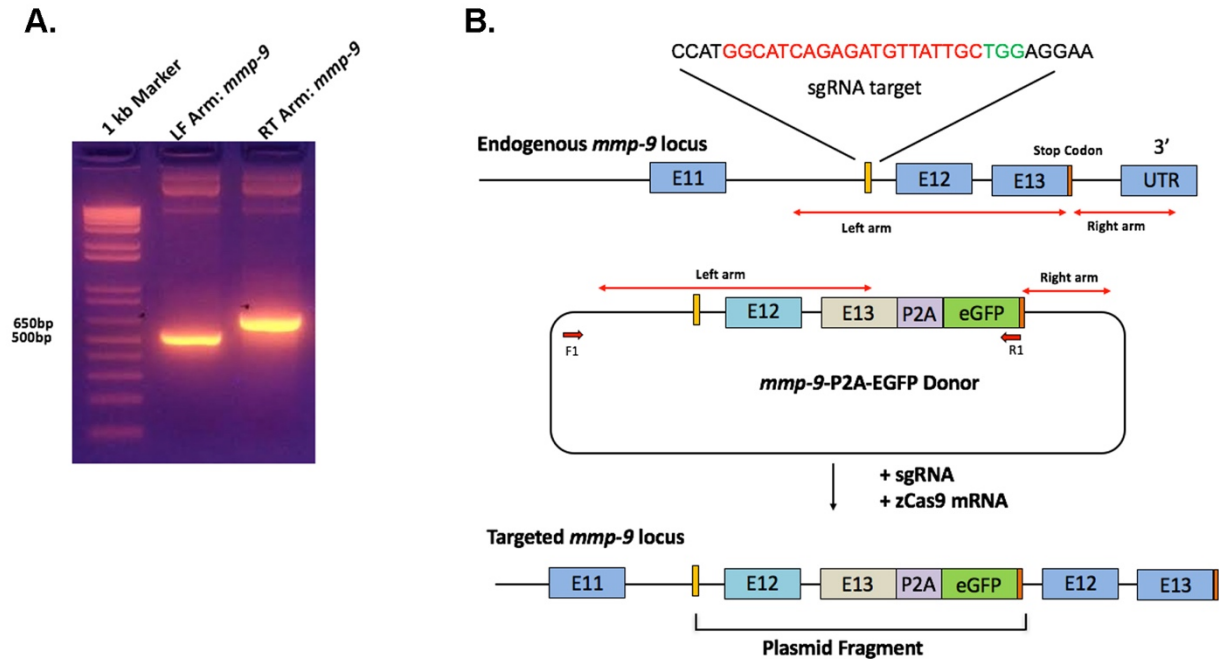 A.
1 kb Marker
LF Arm: mmp-9
RT Arm: mmp-9
650bp
500bp
B.
CCATGGCATCAGAGATGTTATTGCTGGAGGAA
sgRNA target
Endogenous mmp-9 locus
Stop Codon
3’
E11
E12
E13
UTR
Left arm
Right arm
Left arm
Right arm
E12
E13
P2A
eGFP
F1
R1
mmp-9-P2A-EGFP Donor
+ sgRNA
+ zCas9 mRNA
Targeted mmp-9 locus
E11
E12
E13
P2A
eGFP
E12
E13
Plasmid Fragment